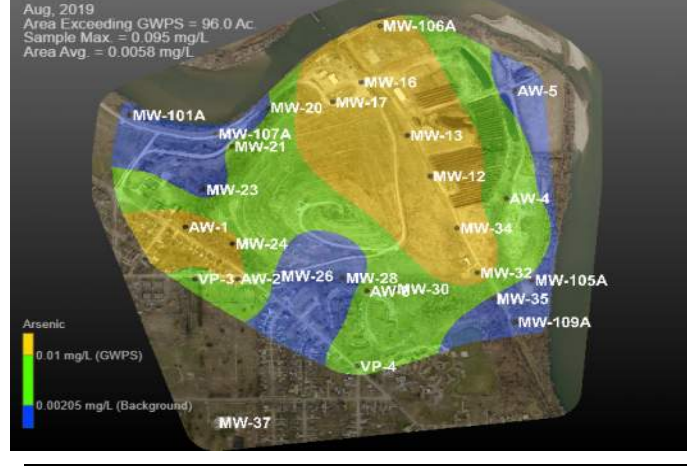 Aug, 2019
Area Exceeding GWPS = 96.0 Ac.
Sample Max. = 0.095 mg/L
Area Avg. = 0.0058 mg/L
MW-106A
MW-16
MW-17
MW-20
AW-5
MW-101A
MW-107A
MW-13
MW-21
MW-12
MW-23
AW-4
AW-1
MW-34
MW-24
MW-32
VP-3
AW-2
MW-26
MW-28
MW-105A
MW-30
MW-35
Arsenic
MW-109A
0.01 mg/L (GWPS)
VP-4
0.00205 mg/L (Background)
MW-37